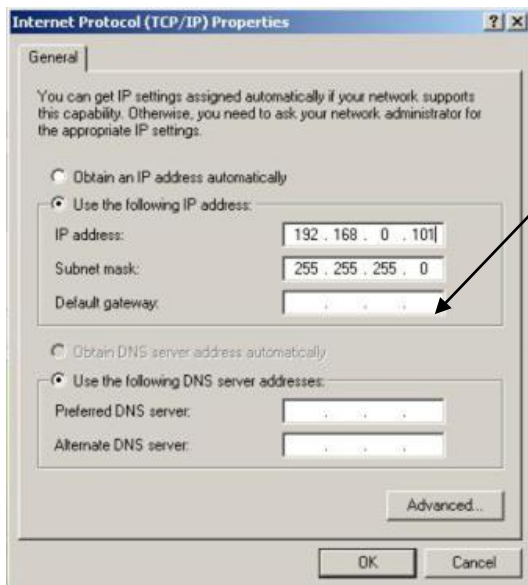 Internet Protocol (TCP/IP) Properties
General
You can get IP settings assigned automatically if your network supports
this capability. Otherwise, you need to ask your network administrator for
the appropriate IP settings.
Obtain an IP address automatically
Use the following IP address:
IP address: 192 . 168 . 0 . 101
Subnet mask: 255 . 255 . 255 . 0
Default gateway: . . .
Obtain DNS server address automatically
Use the following DNS server addresses:
Preferred DNS server: . . .
Alternate DNS server: . . .
Advanced...
OK Cancel